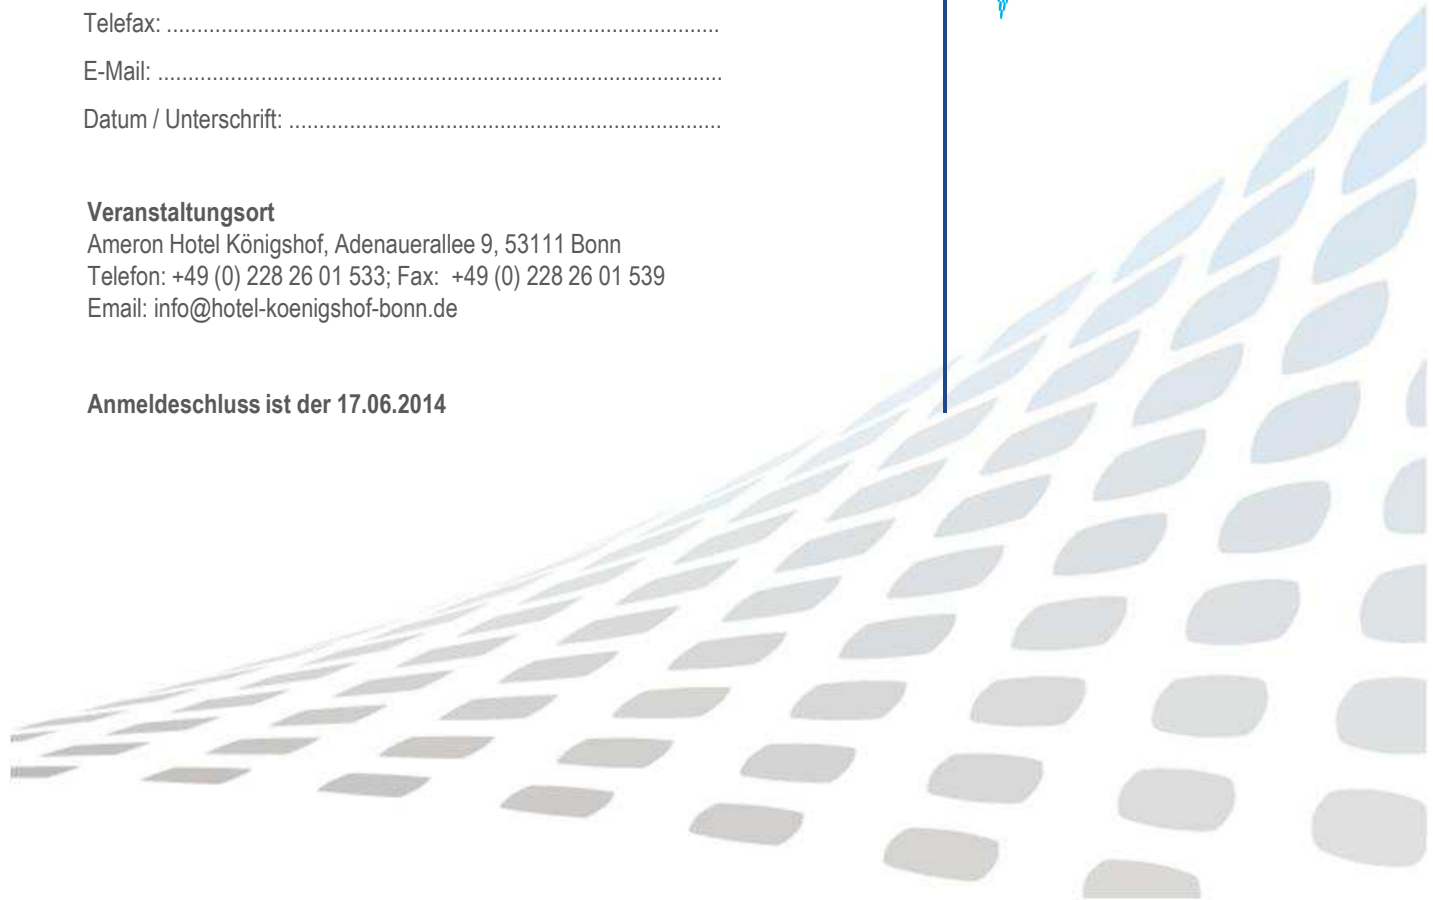 Telefax: ..........................................................................................
E-Mail: ............................................................................................
Datum / Unterschrift: .......................................................................
Veranstaltungsort
Ameron Hotel Königshof, Adenauerallee 9, 53111 Bonn
Telefon: +49 (0) 228 26 01 533; Fax:  +49 (0) 228 26 01 539
Email: info@hotel-koenigshof-bonn.de
Anmeldeschluss ist der 17.06.2014